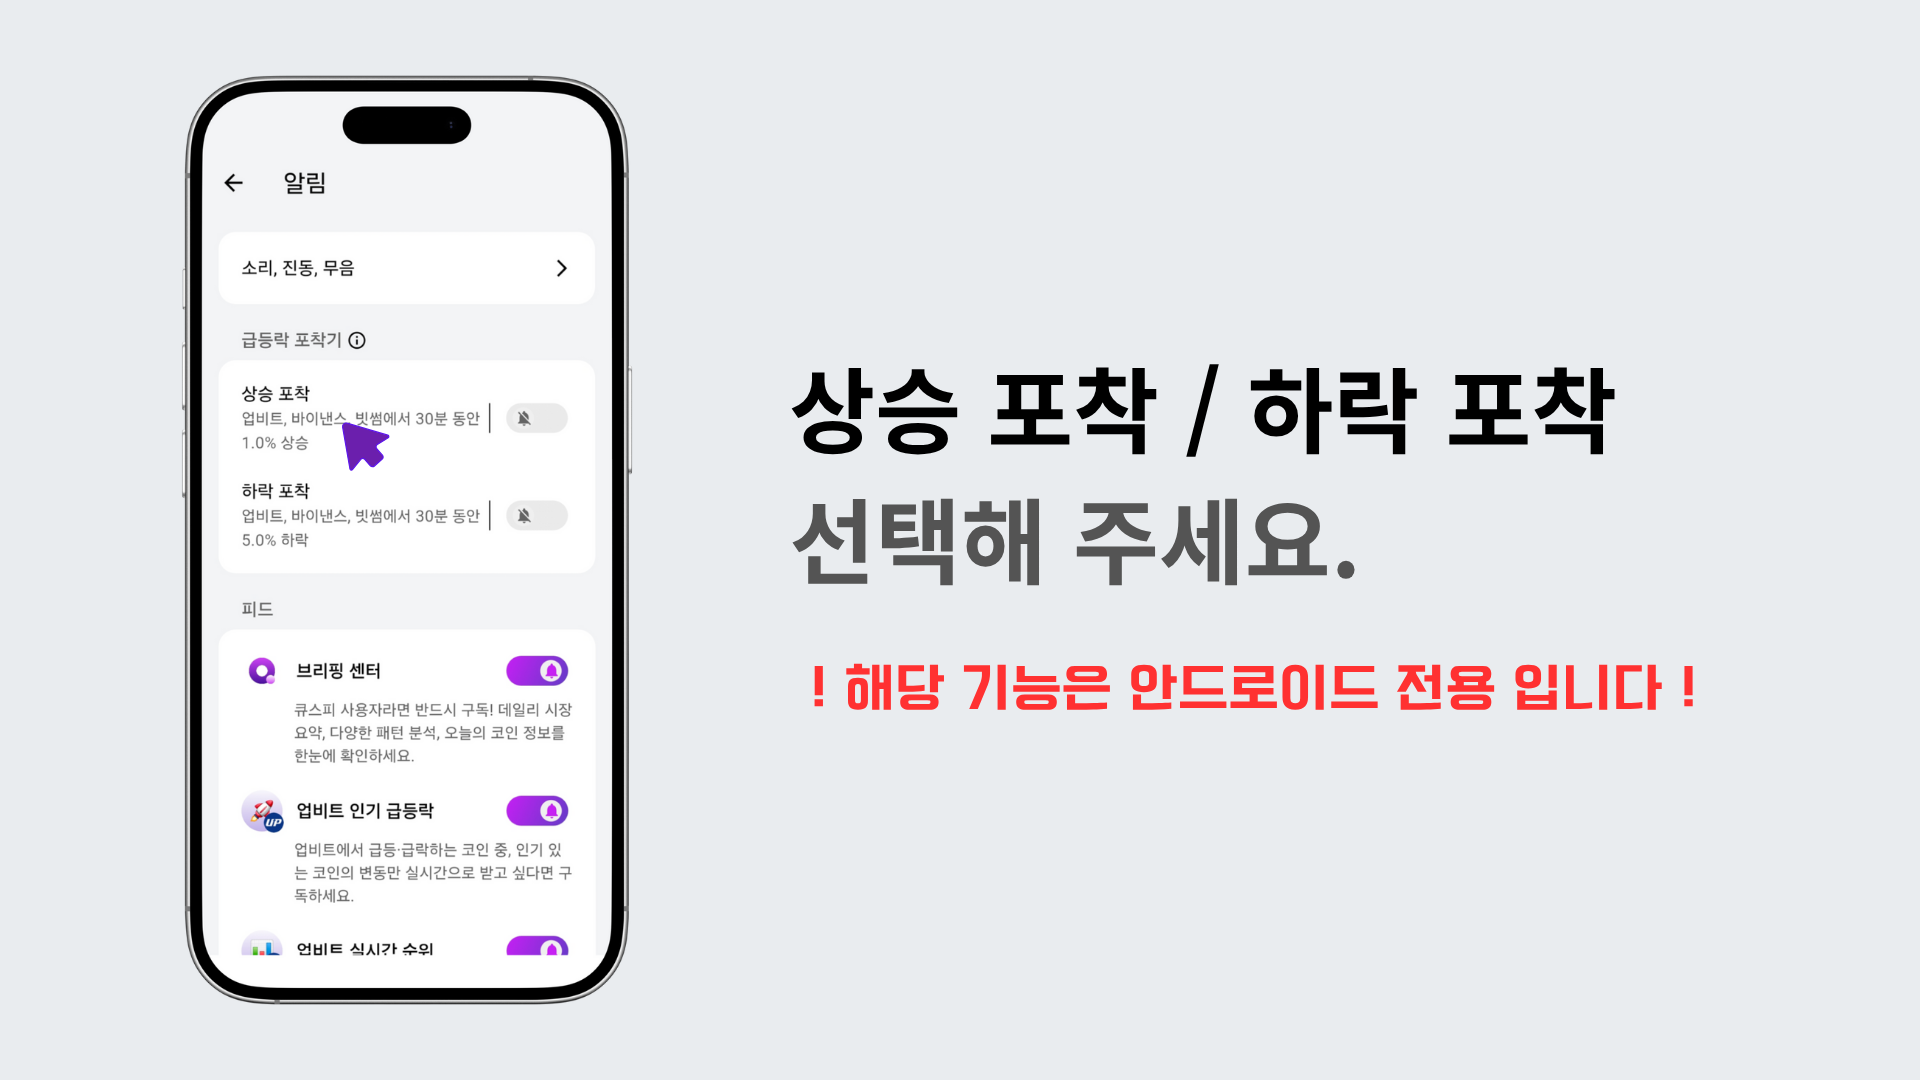 알림
소리, 진동, 무음
급등락 포착기
상승 포착
업비트, 바이낸스, 빗썸에서 30분 동안
1.0% 상승
하락 포착
업비트, 바이낸스, 빗썸에서 30분 동안
5.0% 하락
피드
브리핑 센터
큐스피 사용자라면 반드시 구독! 데일리 시장
요약, 다양한 패턴 분석, 오늘의 코인 정보를
한눈에 확인하세요.
UP
업비트 인기 급등락
업비트에서 급등·급락하는 코인 중, 인기 있
는 코인의 변동만 실시간으로 받고 싶다면 구
독하세요.
업비트 실시간 순위
상승 포착 / 하락 포착
선택해 주세요.
! 해당 기능은 안드로이드 전용 입니다 !